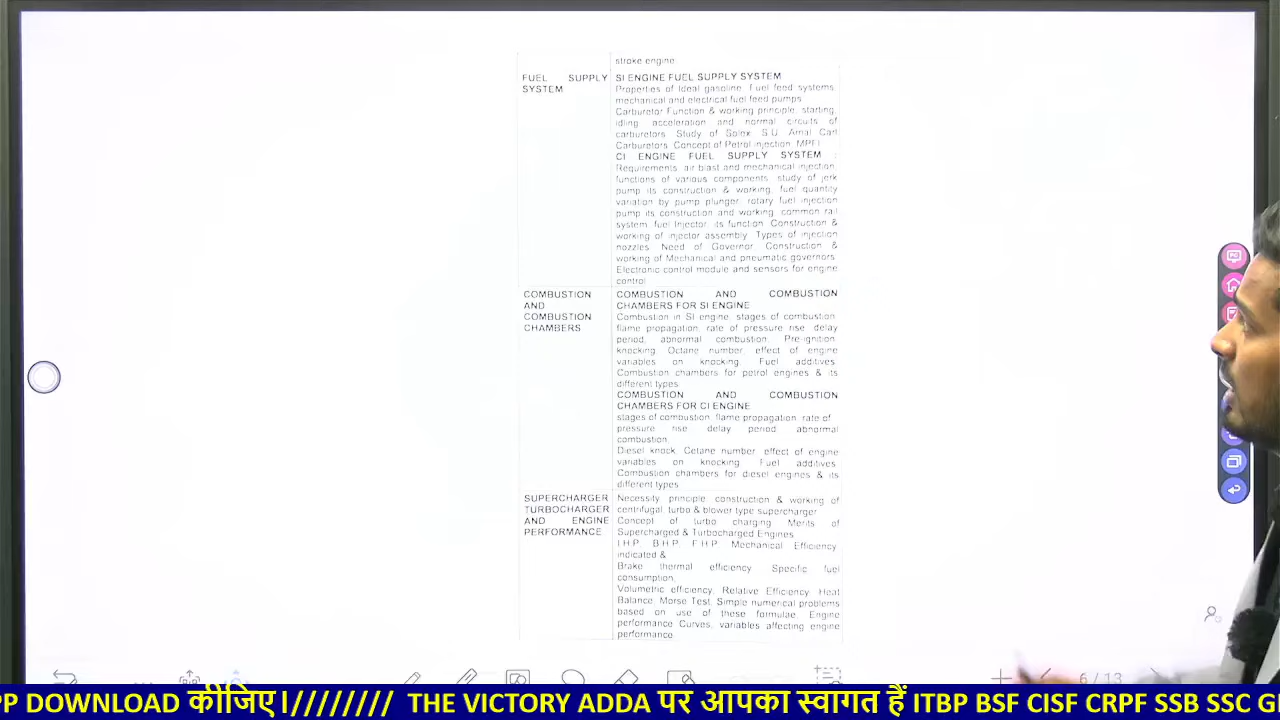 stroke engine
FUEL SUPPLY
SYSTEM
SI ENGINE FUEL SUPPLY SYSTEM
Properties of Ideal gasoline, Fuel feed systems
mechanical and electrical fuel feed pumps
Carburetor Function & working principle, starting
idling acceleration and normal circuits of
carburetors Study of Solex S.U. Amal Carl
Carburetors. Concept of Petrol injection, MPFI
CI ENGINE FUEL SUPPLY SYSTEM :
Requirements, air blast and mechanical injection,
functions of various components, study of jerk
pump its construction & working, fuel quantity
variation by pump plunger, rotary fuel injection
pump its construction and working, common rail
system, fuel Injector, its function, Construction &
working of injector assembly. Types of injection
nozzles. Need of Governor. Construction &
working of Mechanical and pneumatic governors.
Electronic control module and sensors for engine
control
COMBUSTION
AND
COMBUSTION
CHAMBERS
COMBUSTION AND COMBUSTION
CHAMBERS FOR SI ENGINE
Combustion in SI engine, stages of combustion,
flame propagation, rate of pressure rise, delay
period, abnormal combustion, Pre-ignition,
knocking, Octane number, effect of engine
variables on knocking. Fuel additives.
Combustion chambers for petrol engines & its
different types
COMBUSTION AND COMBUSTION
CHAMBERS FOR CI ENGINE
stages of combustion, flame propagation, rate of
pressure rise delay period, abnormal
combustion,
Diesel knock, Cetane number, effect of engine
variables on knocking. Fuel additives.
Combustion chambers for diesel engines & its
different types
SUPERCHARGER
TURBOCHARGER
AND ENGINE
PERFORMANCE
Necessity, principle, construction & working of
centrifugal, turbo & blower type supercharger
Concept of turbo charging Merits of
Supercharged & Turbocharged Engines
I.H.P, B.H.P, F.H.P, Mechanical Efficiency,
indicated &
Brake thermal efficiency, Specific fuel
consumption,
Volumetric efficiency, Relative Efficiency, Heat
Balance, Morse Test, Simple numerical problems
based on use of these formulae. Engine
performance Curves, variables affecting engine
performance
6 / 13
PP DOWNLOAD कीजिए।//////// THE VICTORY ADDA पर आपका स्वागत हैं ITBP BSF CISF CRPF SSB SSC G